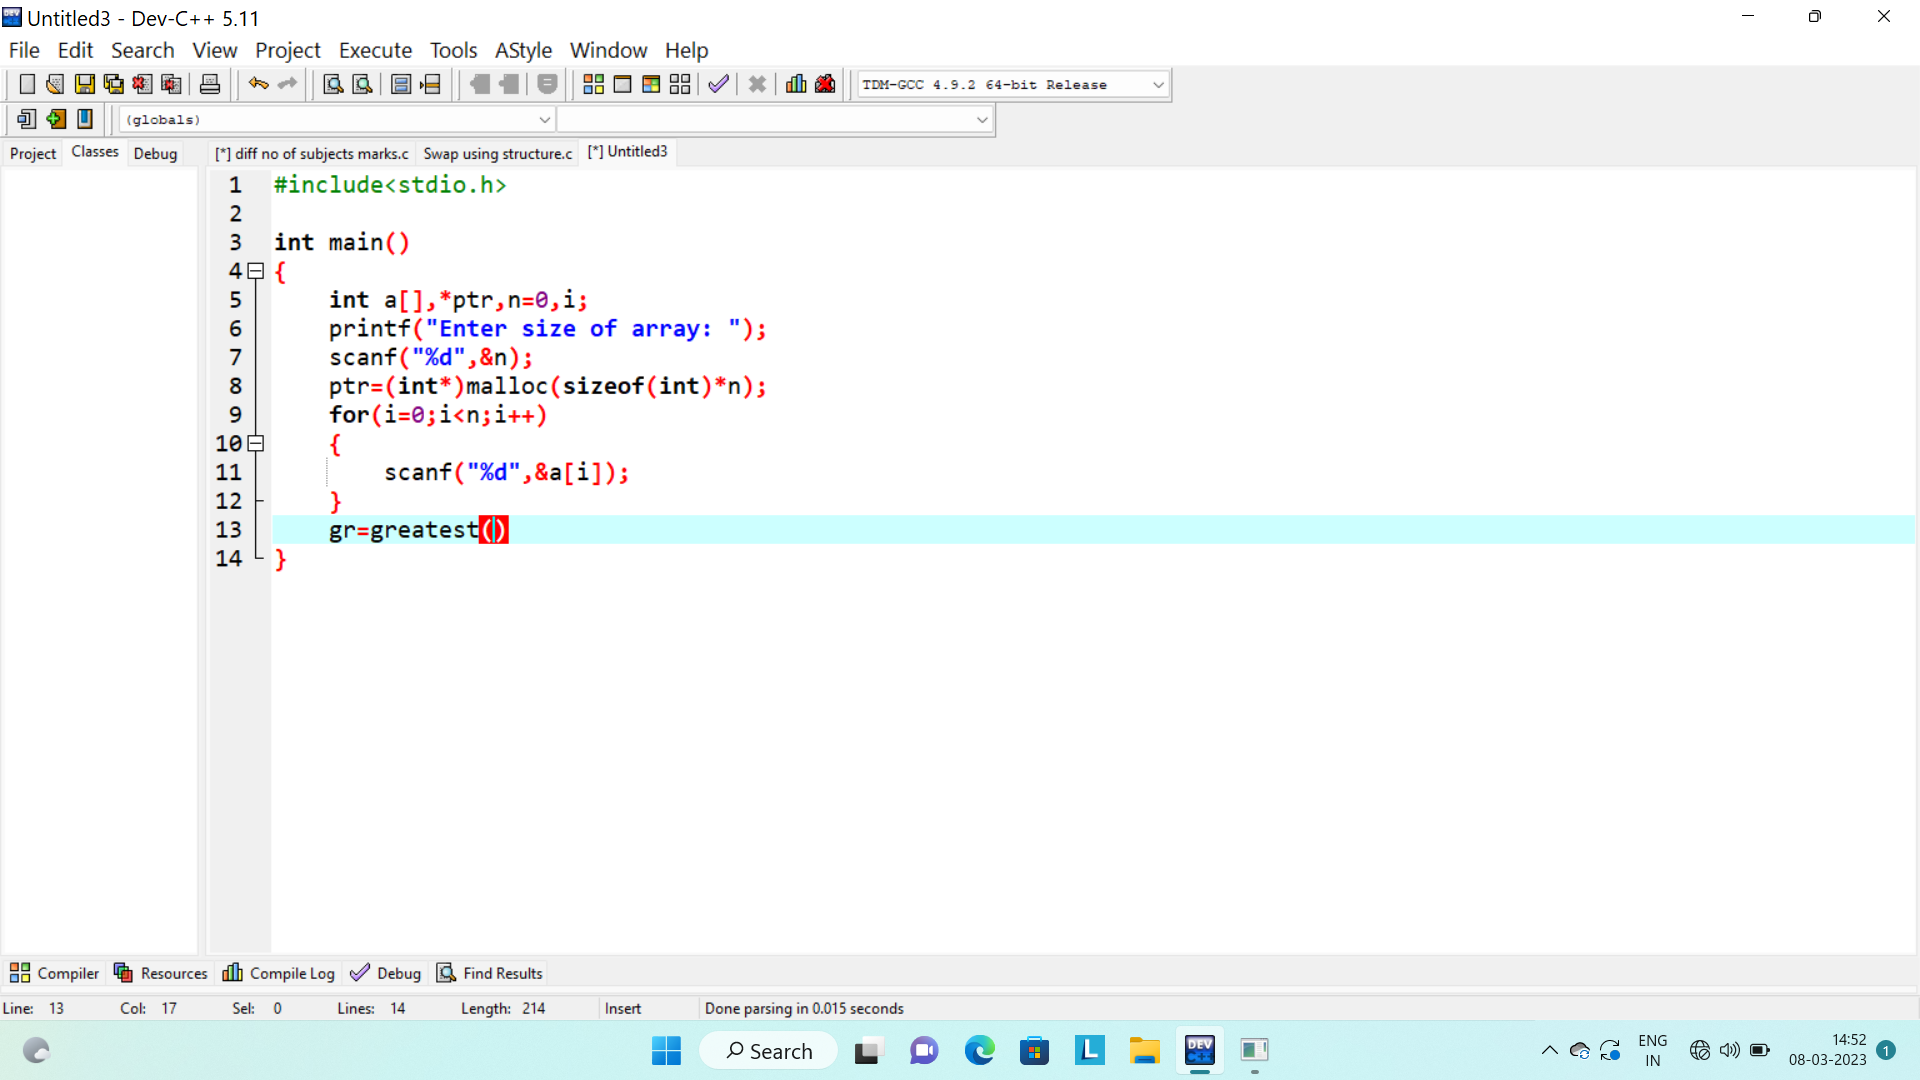 Untitled3 - Dev-C++ 5.11
File Edit Search View Project Execute Tools AStyle Window Help
TDM-GCC 4.9.2 64-bit Release
(globals)
Project Classes Debug [*] diff no of subjects marks.c Swap using structure.c [*] Untitled3
1 #include<stdio.h>
2
3 int main()
4 {
5 int a[],*ptr,n=0,i;
6 printf("Enter size of array: ");
7 scanf("%d",&n);
8 ptr=(int*)malloc(sizeof(int)*n);
9 for(i=0;i<n;i++)
10 {
11 scanf("%d",&a[i]);
12 }
13 gr=greatest()
14 }
Compiler Resources Compile Log Debug Find Results
Line: 13 Col: 17 Sel: 0 Lines: 14 Length: 214 Insert Done parsing in 0.015 seconds
Search L DEV C++ ENG IN 14:52 08-03-2023 1